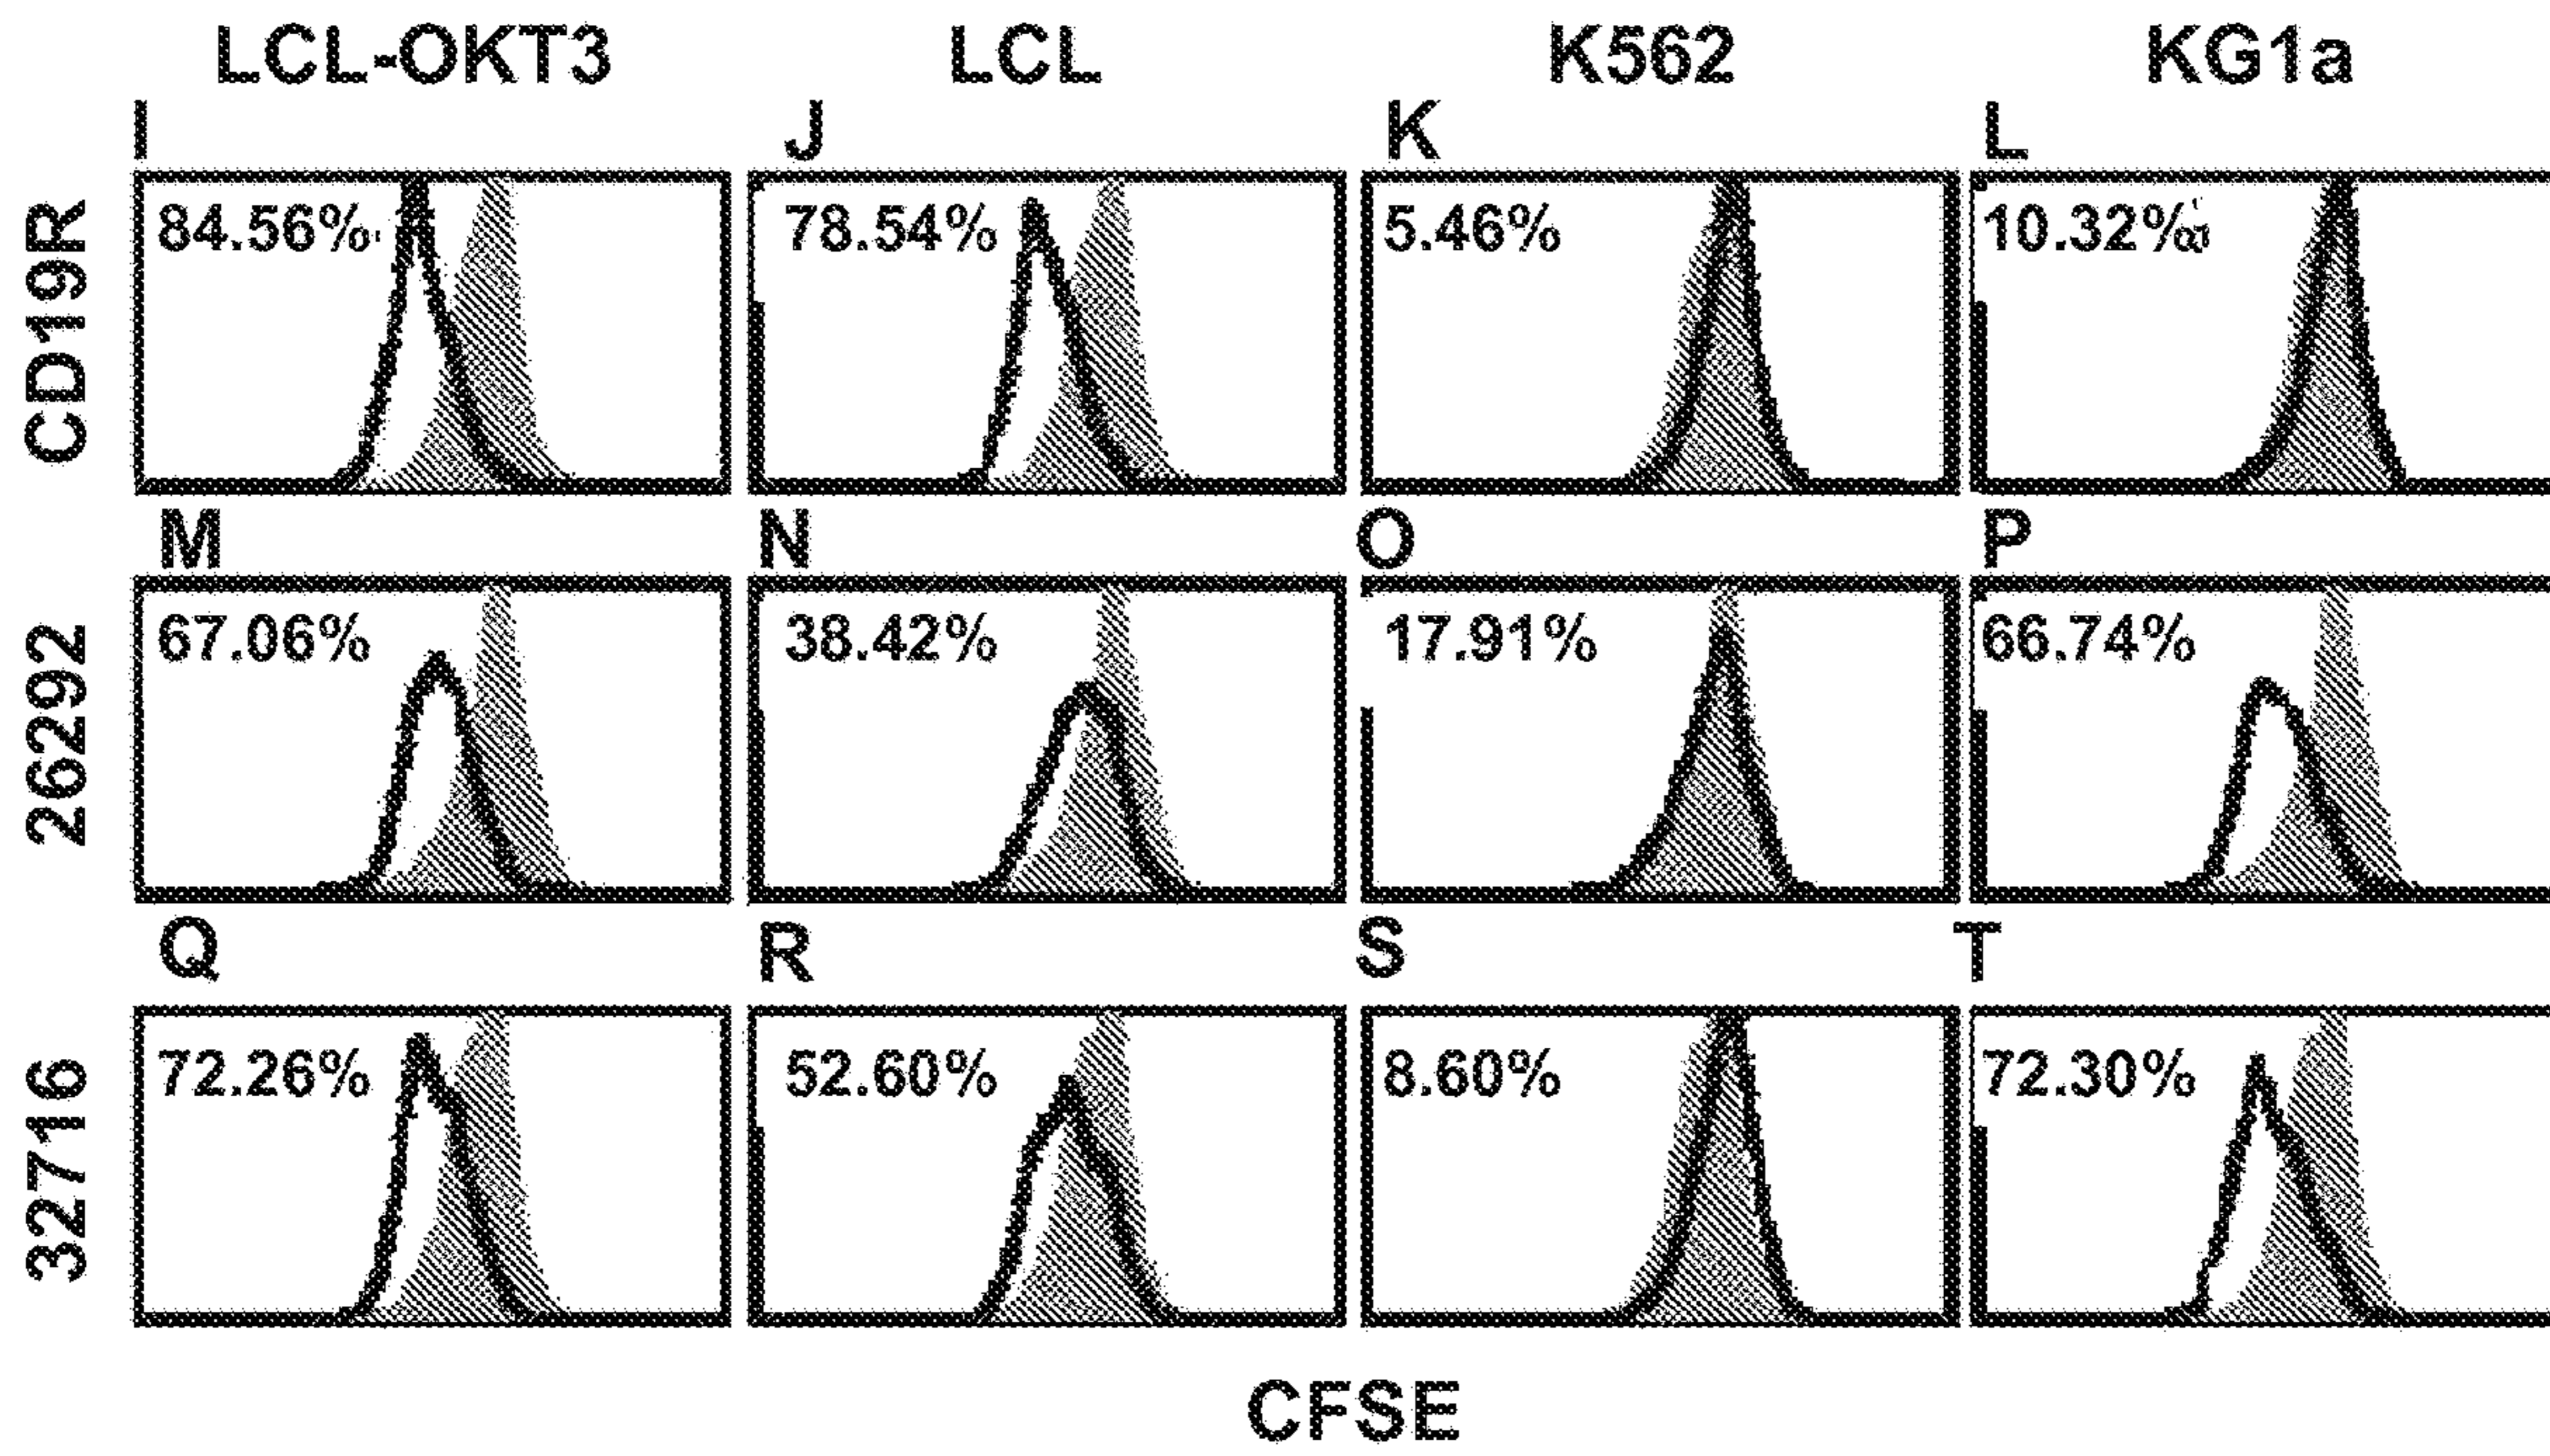 LCL-OKT3 LCL K562 KG1a
I J K L
CD19R
84.56% 78.54% 5.46% 10.32%
M N O P
26292
67.06% 38.42% 17.91% 66.74%
Q R S T
32716
72.26% 52.60% 8.60% 72.30%
CFSE